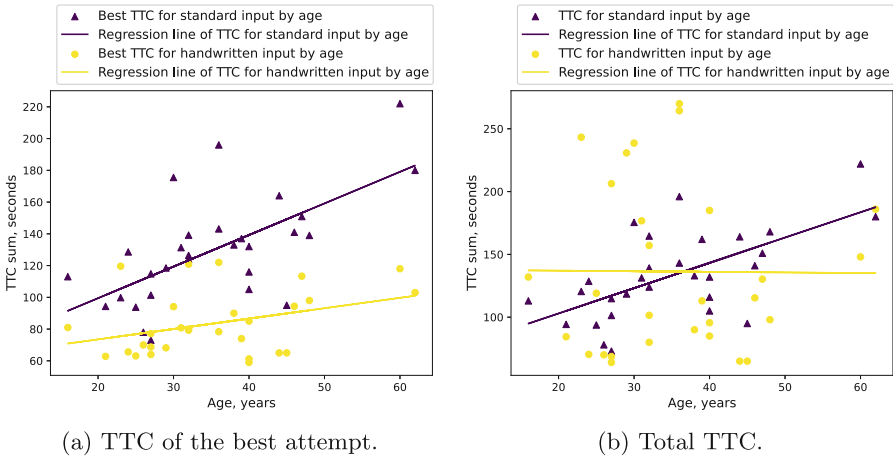 Best TTC for standard input by age
Regression line of TTC for standard input by age
Best TTC for handwritten input by age
Regression line of TTC for handwritten input by age
220
200
180
160
140
120
100
80
60
TTC sum, seconds
20
30
40
50
60
Age, years
(a) TTC of the best attempt.
TTC for standard input by age
Regression line of TTC for standard input by age
TTC for handwritten input by age
Regression line of TTC for handwritten input by age
250
200
150
100
TTC sum, seconds
20
30
40
50
60
Age, years
(b) Total TTC.